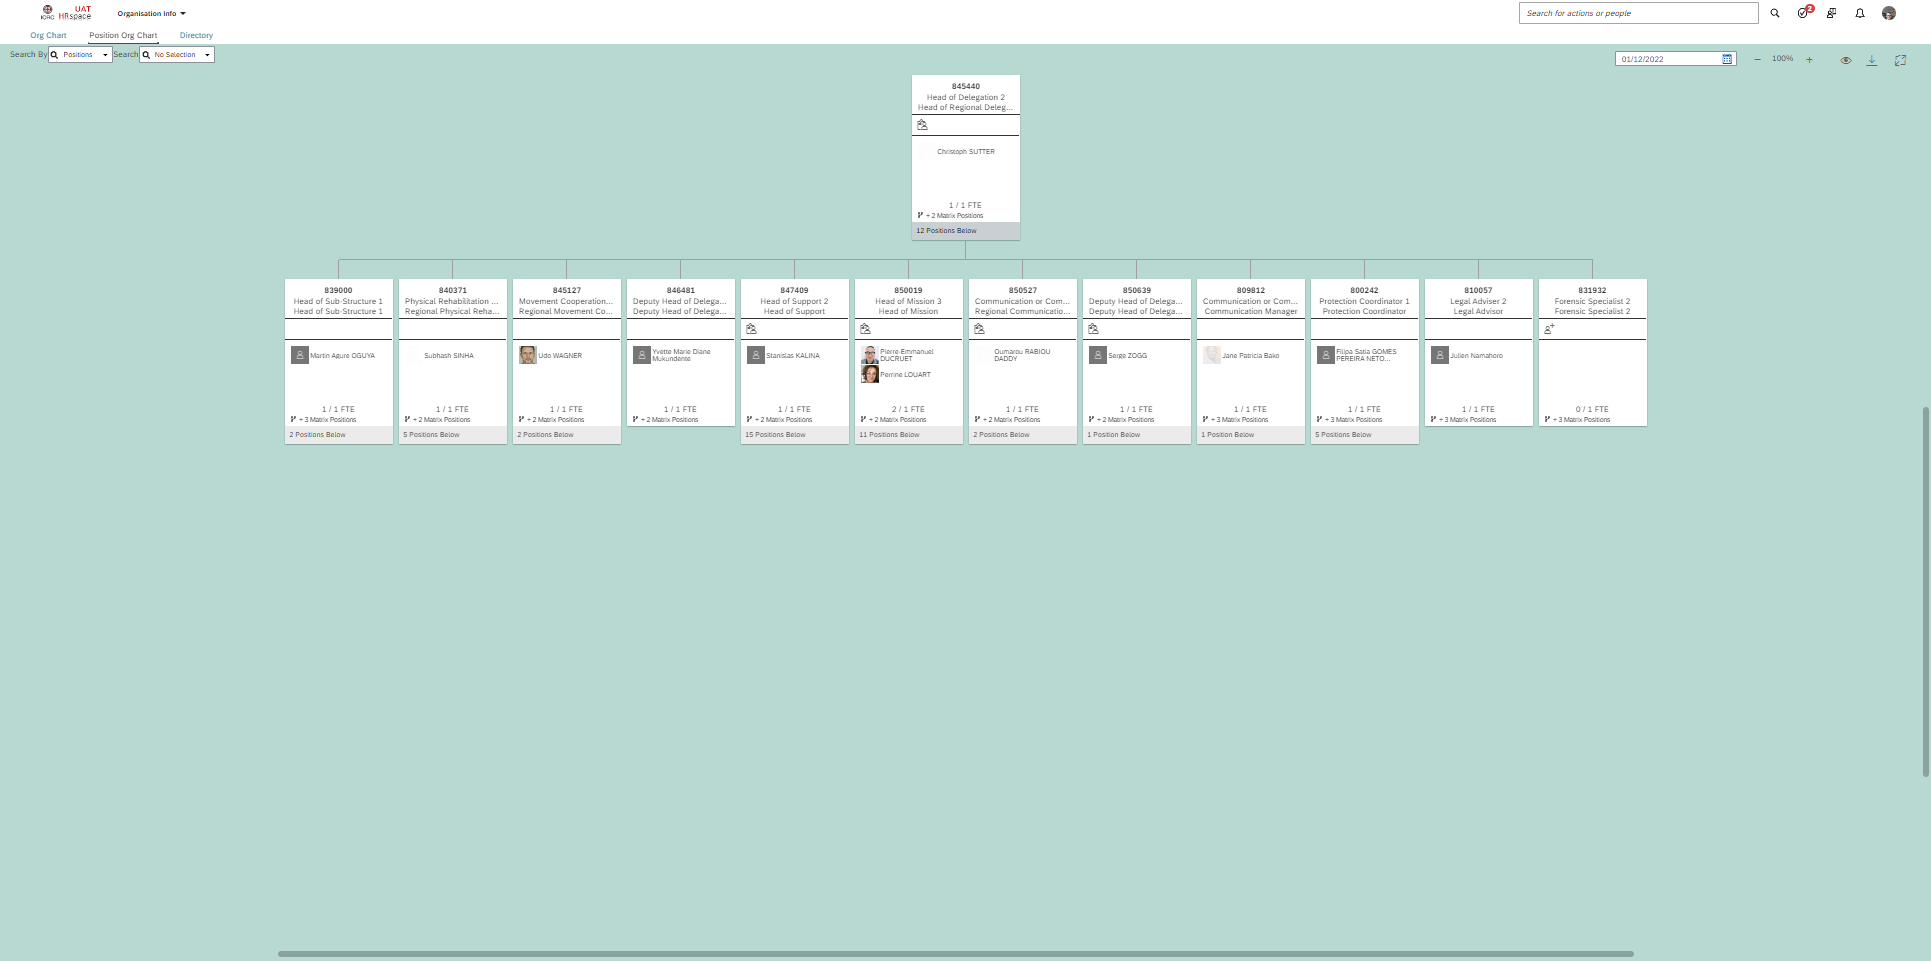 UAT
ICRC HRspace
Organisation Info
Search for actions or people
2
Org Chart
Position Org Chart
Directory
Search By
Positions
Search
No Selection
01/12/2022
100%
845440
Head of Delegation 2
Head of Regional Deleg...
Christoph SUTTER
1 / 1 FTE
+ 2 Matrix Positions
12 Positions Below
839000
Head of Sub-Structure 1
Head of Sub-Structure 1
Martin Agure OGUYA
1 / 1 FTE
+ 3 Matrix Positions
2 Positions Below
840371
Physical Rehabilitation ...
Regional Physical Reha...
Subhash SINHA
1 / 1 FTE
+ 2 Matrix Positions
5 Positions Below
845127
Movement Cooperation...
Regional Movement Co...
Udo WAGNER
1 / 1 FTE
+ 2 Matrix Positions
2 Positions Below
846481
Deputy Head of Delega...
Deputy Head of Delega...
Yvette Marie Diane
Mukundente
1 / 1 FTE
+ 2 Matrix Positions
847409
Head of Support 2
Head of Support
Stanislas KALINA
1 / 1 FTE
+ 2 Matrix Positions
15 Positions Below
850019
Head of Mission 3
Head of Mission
Pierre-Emmanuel
DUCRUET
Perrine LOUART
2 / 1 FTE
+ 2 Matrix Positions
11 Positions Below
850527
Communication or Com...
Regional Communicatio...
Oumarou RABIOU
DADDY
1 / 1 FTE
+ 2 Matrix Positions
2 Positions Below
850639
Deputy Head of Delega...
Deputy Head of Delega...
Serge ZOGG
1 / 1 FTE
+ 2 Matrix Positions
1 Position Below
809812
Communication or Com...
Communication Manager
Jane Patricia Bako
1 / 1 FTE
+ 3 Matrix Positions
1 Position Below
800242
Protection Coordinator 1
Protection Coordinator
Filipa Satia GOMES
PEREIRA NETO...
1 / 1 FTE
+ 3 Matrix Positions
5 Positions Below
810057
Legal Adviser 2
Legal Advisor
Julien Namahoro
1 / 1 FTE
+ 3 Matrix Positions
831932
Forensic Specialist 2
Forensic Specialist 2
0 / 1 FTE
+ 3 Matrix Positions